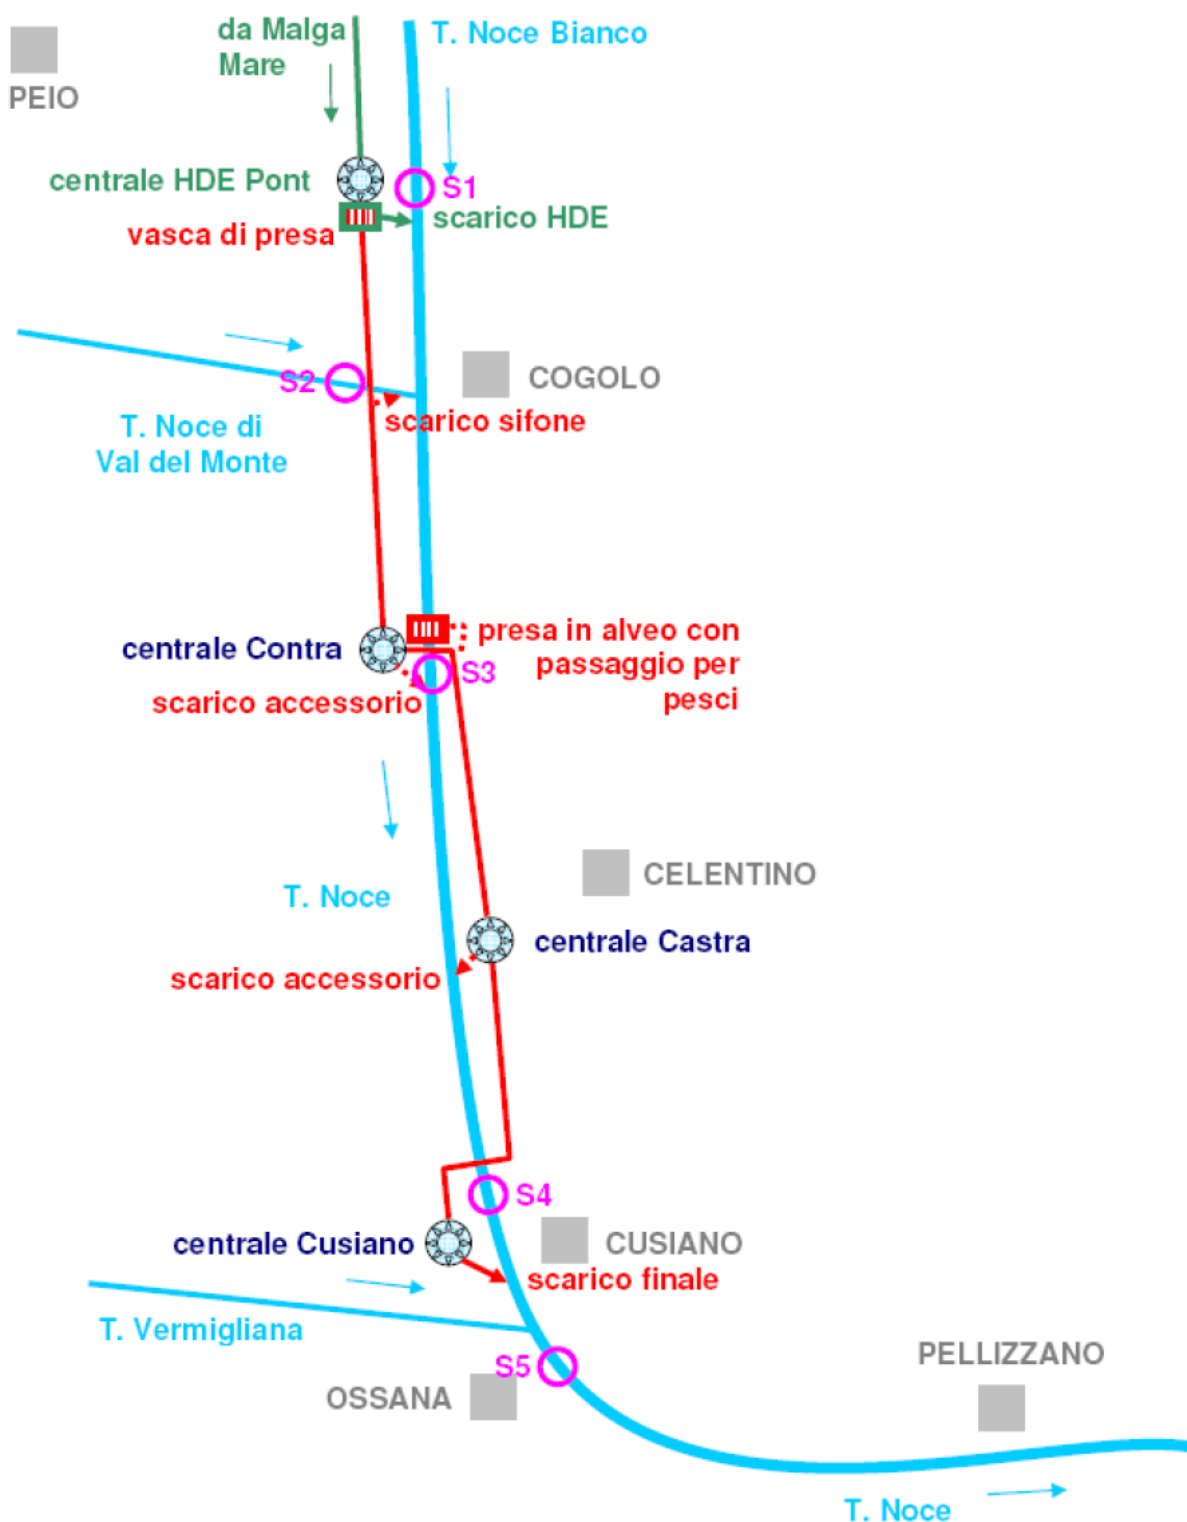 da Malga
Mare
T. Noce Bianco
PEIO
centrale HDE Pont
S1
scarico HDE
vasca di presa
S2
COGOLO
scarico sifone
T. Noce di
Val del Monte
centrale Contra
presa in alveo con
passaggio per
pesci
S3
scarico accessorio
CELENTINO
T. Noce
centrale Castra
scarico accessorio
S4
centrale Cusiano
CUSIANO
scarico finale
T. Vermigliana
S5
PELLIZZANO
OSSANA
T. Noce